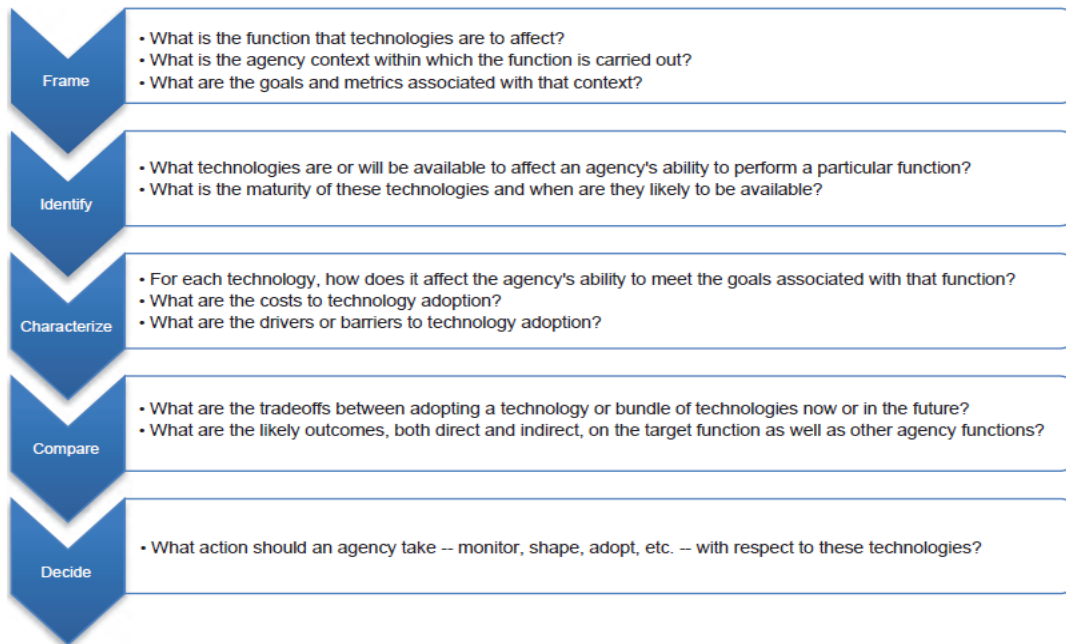 Frame
• What is the function that technologies are to affect?
• What is the agency context within which the function is carried out?
• What are the goals and metrics associated with that context?
Identify
• What technologies are or will be available to affect an agency's ability to perform a particular function?
• What is the maturity of these technologies and when are they likely to be available?
Characterize
• For each technology, how does it affect the agency's ability to meet the goals associated with that function?
• What are the costs to technology adoption?
• What are the drivers or barriers to technology adoption?
Compare
• What are the tradeoffs between adopting a technology or bundle of technologies now or in the future?
• What are the likely outcomes, both direct and indirect, on the target function as well as other agency functions?
Decide
• What action should an agency take -- monitor, shape, adopt, etc. -- with respect to these technologies?